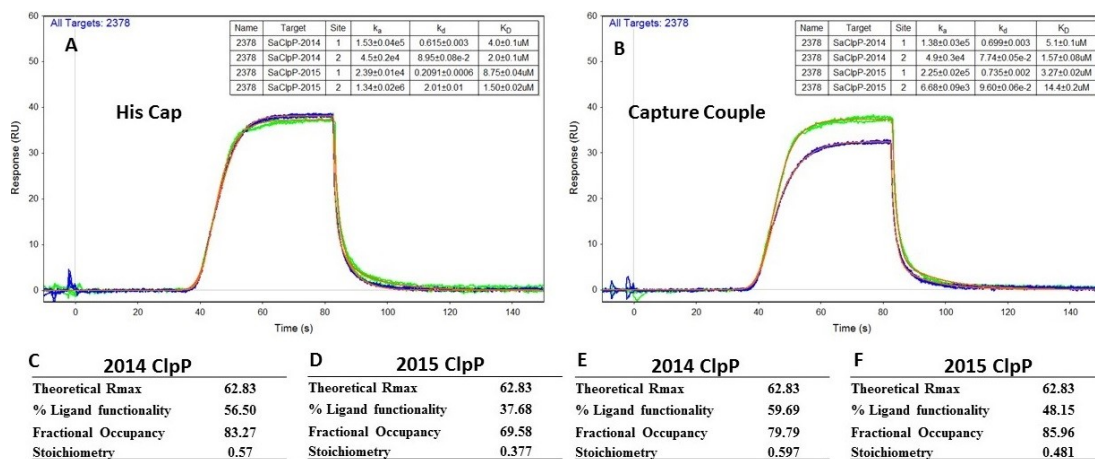 All Targets: 2378
A
Name Target Site ka kd KD
2378 SaClpP-2014 1 1.53±0.04e5 0.615±0.003 4.0±0.1uM
2378 SaClpP-2014 2 4.5±0.2e4 8.95±0.08e-2 2.0±0.1uM
2378 SaClpP-2015 1 2.39±0.01e4 0.2091±0.0006 8.75±0.04uM
2378 SaClpP-2015 2 1.34±0.02e6 2.01±0.01 1.50±0.02uM
His Cap
Response (RU)
60
50
40
30
20
10
0
0 20 40 60 80 100 120 140
Time (s)
All Targets: 2378
B
Name Target Site ka kd KD
2378 SaClpP-2014 1 1.38±0.03e5 0.699±0.003 5.1±0.1uM
2378 SaClpP-2014 2 4.9±0.3e4 7.74±0.05e-2 1.57±0.08uM
2378 SaClpP-2015 1 2.25±0.02e5 0.735±0.002 3.27±0.02uM
2378 SaClpP-2015 2 6.68±0.09e3 9.60±0.06e-2 14.4±0.2uM
Capture Couple
Response (RU)
60
50
40
30
20
10
0
0 20 40 60 80 100 120 140
Time (s)
C 2014 ClpP
Theoretical Rmax 62.83
% Ligand functionality 56.50
Fractional Occupancy 83.27
Stoichiometry 0.57
D 2015 ClpP
Theoretical Rmax 62.83
% Ligand functionality 37.68
Fractional Occupancy 69.58
Stoichiometry 0.377
E 2014 ClpP
Theoretical Rmax 62.83
% Ligand functionality 59.69
Fractional Occupancy 79.79
Stoichiometry 0.597
F 2015 ClpP
Theoretical Rmax 62.83
% Ligand functionality 48.15
Fractional Occupancy 85.96
Stoichiometry 0.481